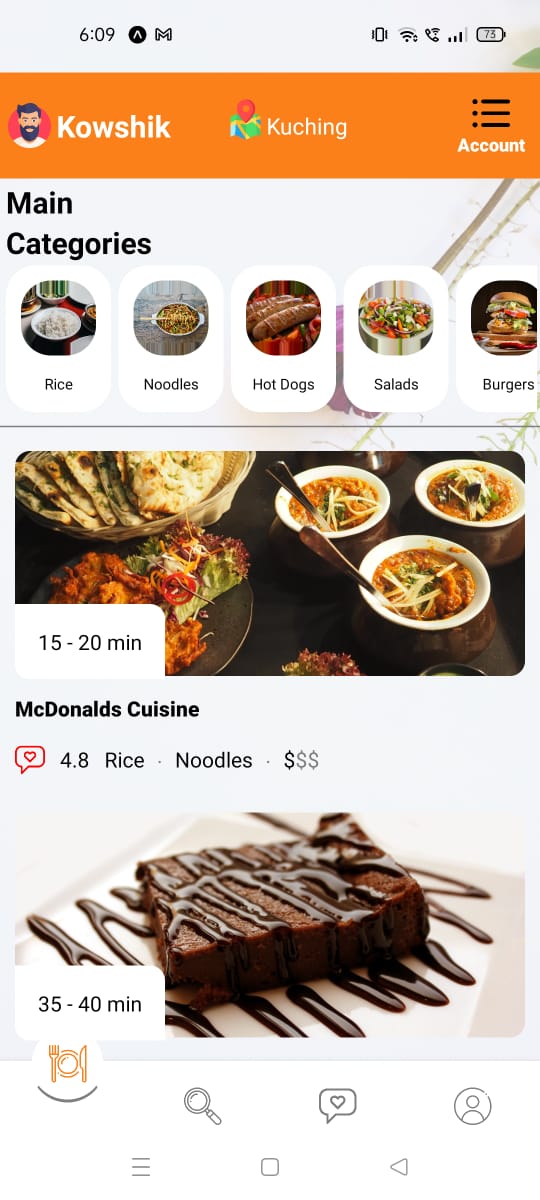 6:09
73
Kowshik
Kuching
Account
Main
Categories
Rice
Noodles
Hot Dogs
Salads
Burgers
15 - 20 min
McDonalds Cuisine
4.8 Rice · Noodles · $$$
35 - 40 min